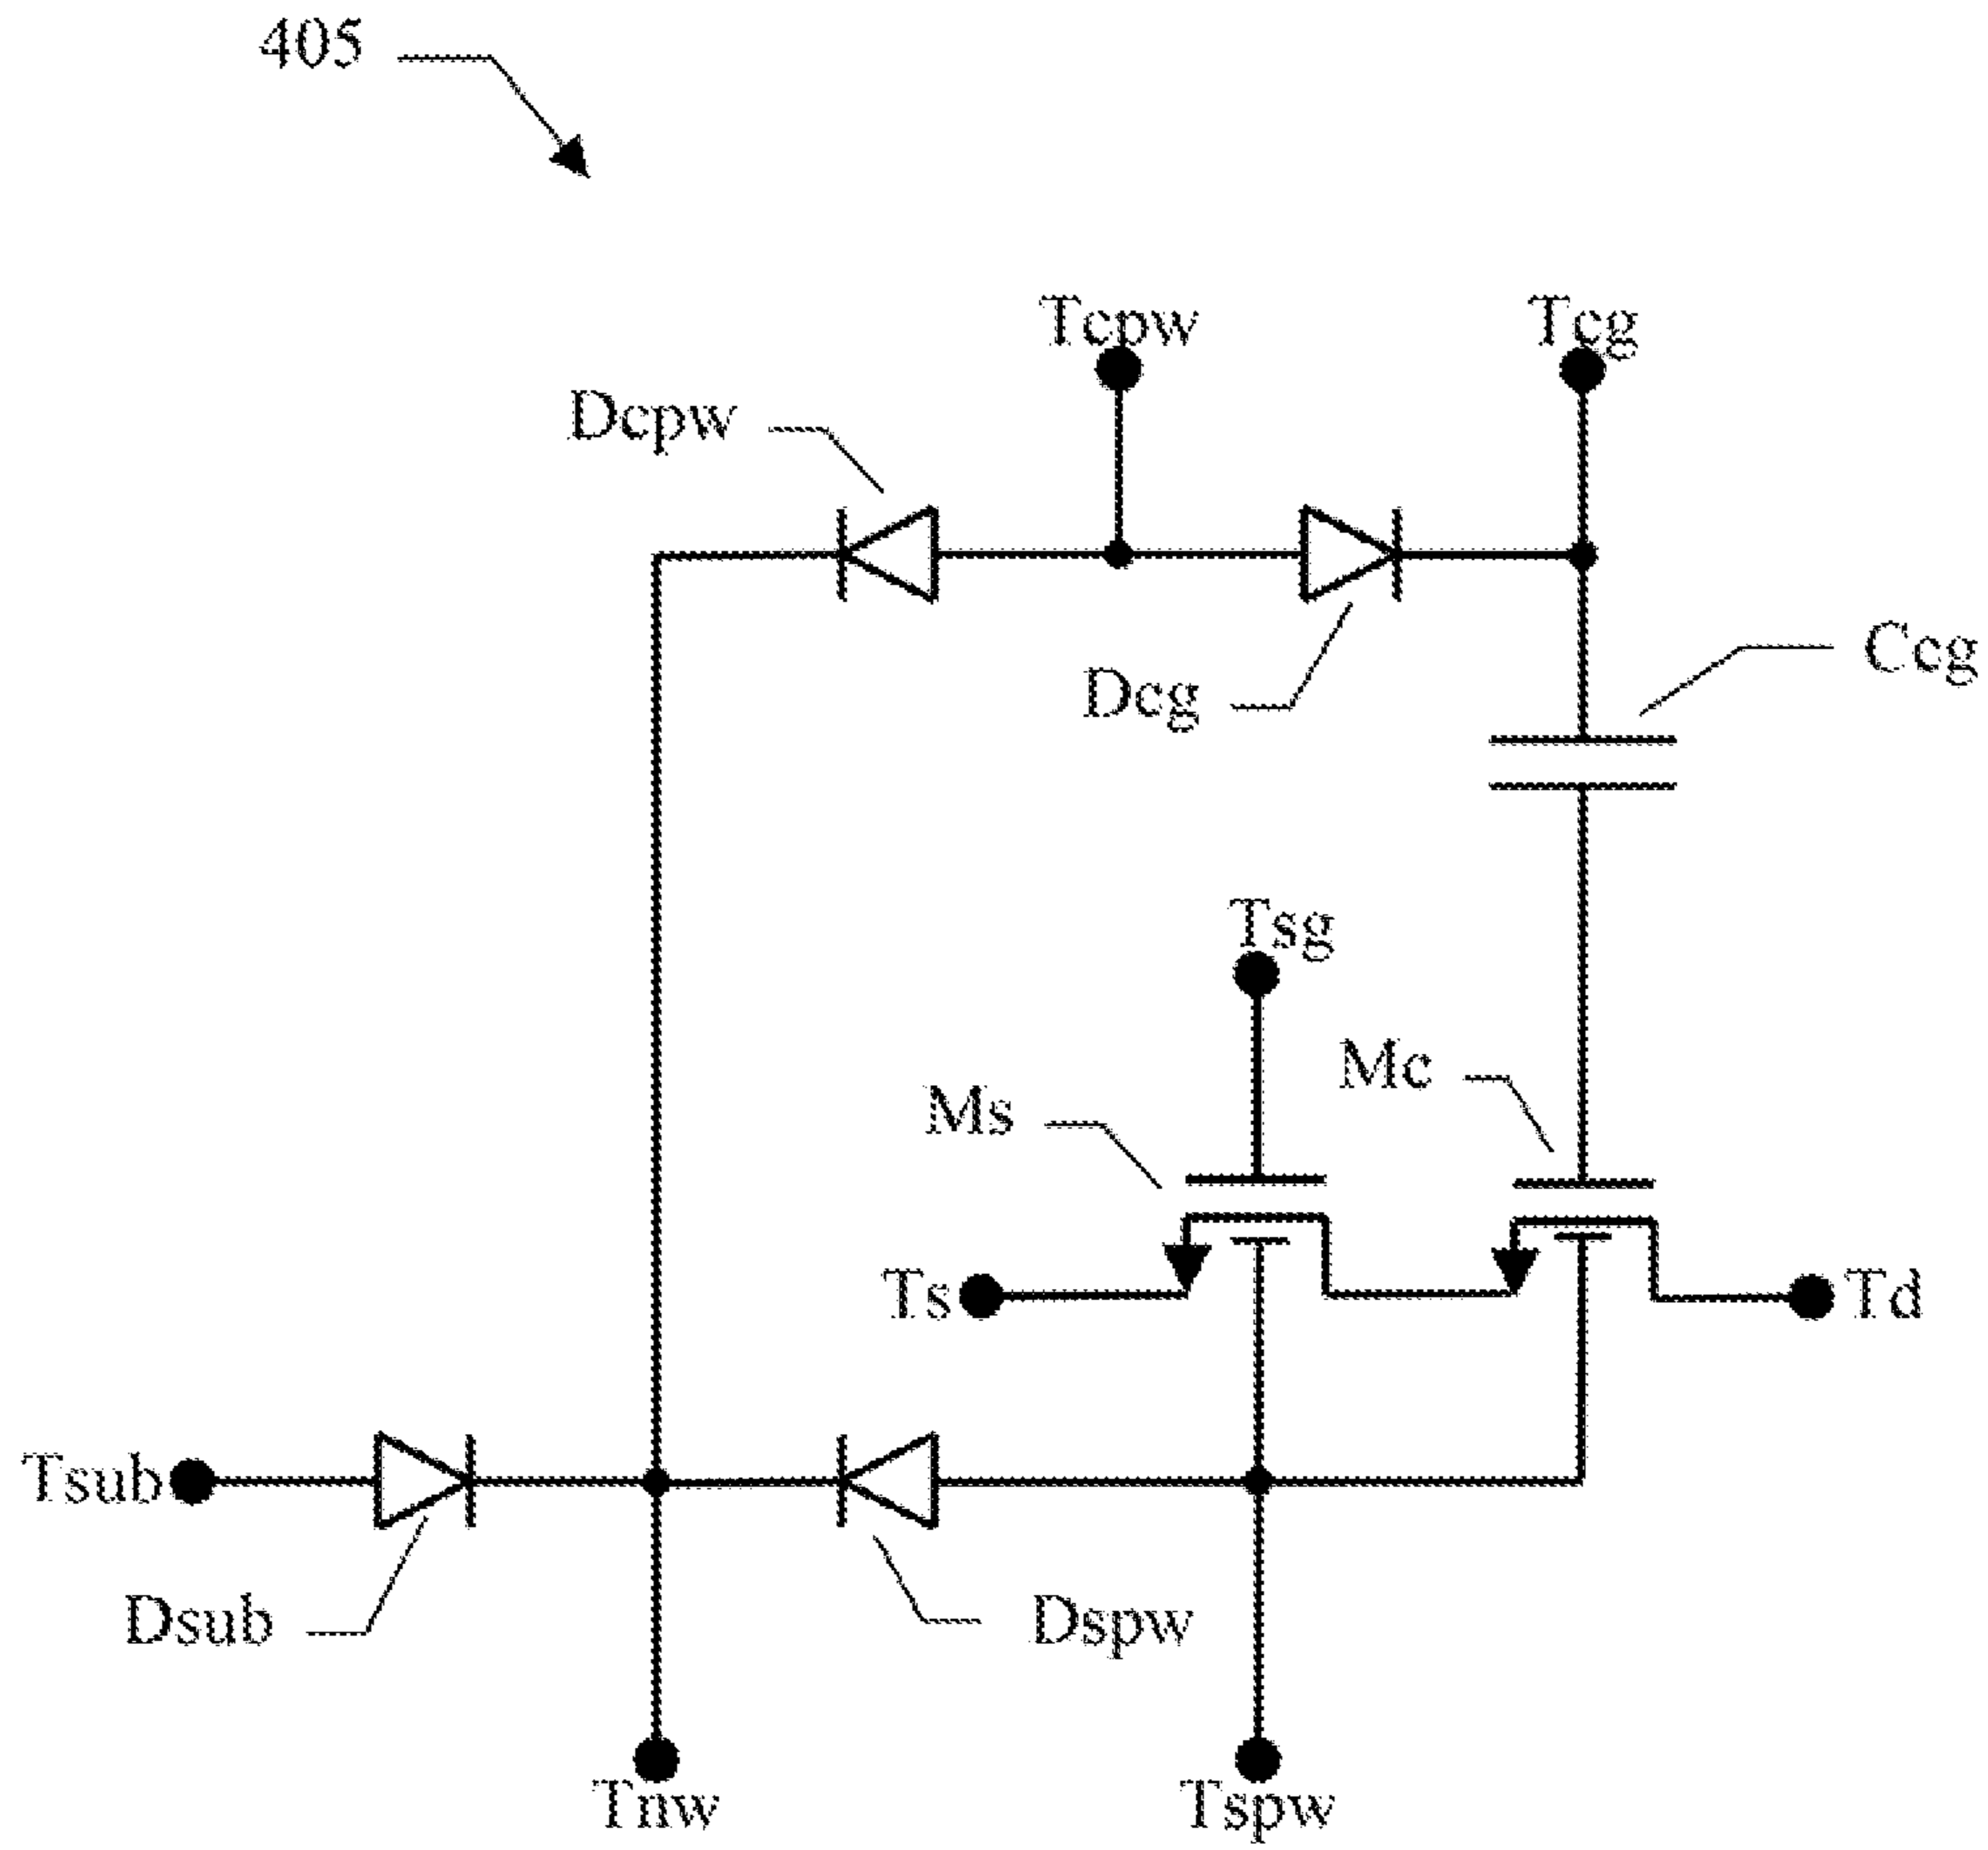 405
Tcpw
Tcg
Dcpw
Ccg
Dcg
Tsg
Mc
Ms
Ts
Td
Tsub
Dsub
Dspw
Tnw
Tspw